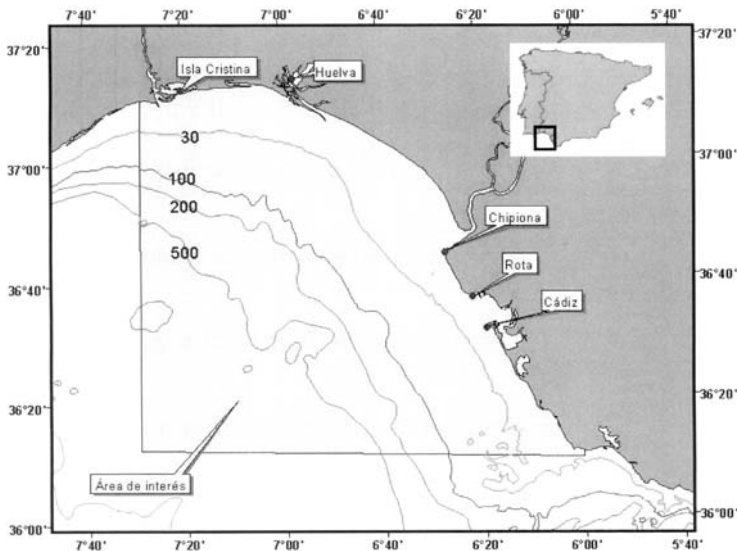 7°40' 7°20' 7°00' 6°40' 6°20' 6°00' 5°40'
37°20' 37°20'
Isla Cristina
Huelva
30
37°00' 37°00'
100
200
Chipiona
500
Rota
36°40' 36°40'
Cádiz
36°20' 36°20'
Área de interés
36°00' 36°00'
7°40' 7°20' 7°00' 6°40' 6°20' 6°00' 5°40'